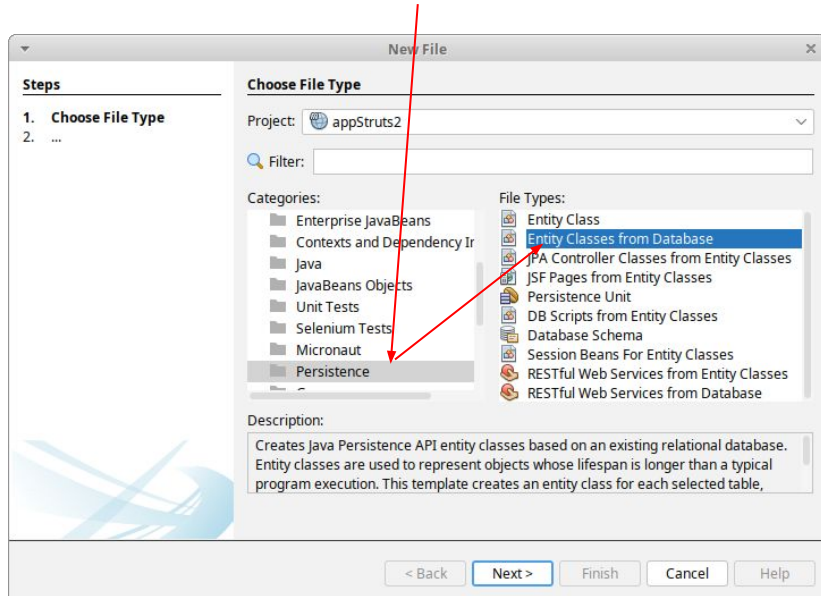 New File
Steps
1. Choose File Type
2. ...
Choose File Type
Project: appStruts2
Filter:
Categories:
Enterprise JavaBeans
Contexts and Dependency Ir
Java
JavaBeans Objects
Unit Tests
Selenium Tests
Micronaut
Persistence
File Types:
Entity Class
Entity Classes from Database
JPA Controller Classes from Entity Classes
JSF Pages from Entity Classes
Persistence Unit
DB Scripts from Entity Classes
Database Schema
Session Beans For Entity Classes
RESTful Web Services from Entity Classes
RESTful Web Services from Database
Description:
Creates Java Persistence API entity classes based on an existing relational database.
Entity classes are used to represent objects whose lifespan is longer than a typical
program execution. This template creates an entity class for each selected table,
< Back Next > Finish Cancel Help